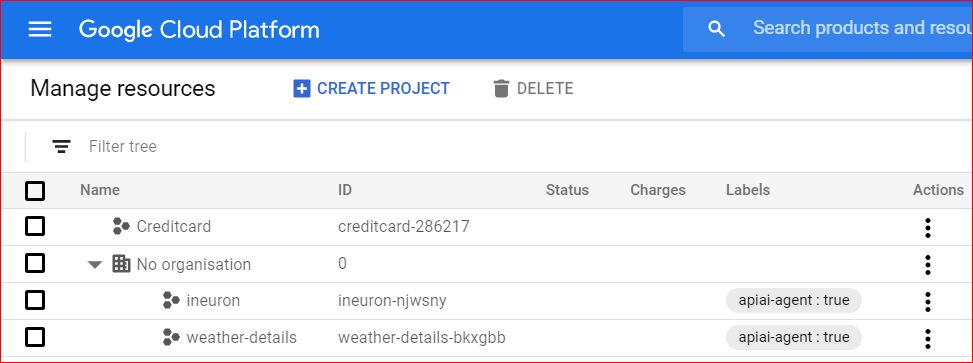 Google Cloud Platform Search products and resou
Manage resources CREATE PROJECT DELETE
Filter tree
Name ID Status Charges Labels Actions
Creditcard creditcard-286217
No organisation 0
ineuron ineuron-njwsny apiai-agent : true
weather-details weather-details-bkxgbb apiai-agent : true